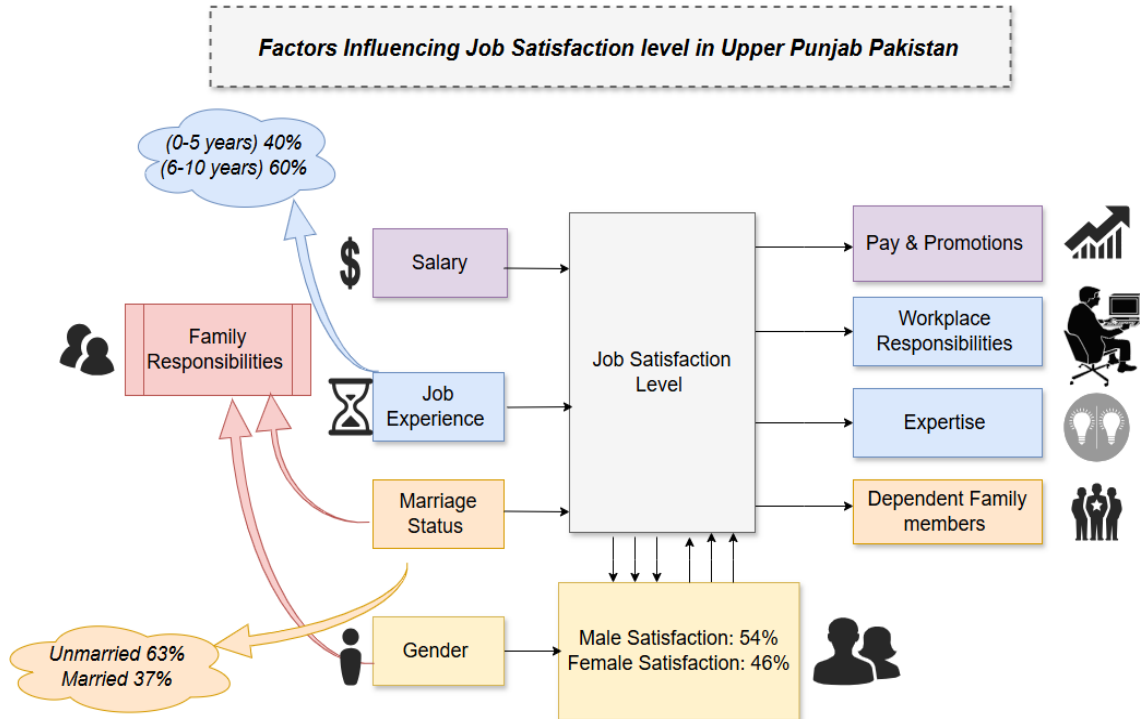 Factors Influencing Job Satisfaction level in Upper Punjab Pakistan
(0-5 years) 40%
(6-10 years) 60%
$
Salary
Family
Responsibilities
Job
Experience
Marriage
Status
Gender
Unmarried 63%
Married 37%
Job Satisfaction
Level
Male Satisfaction: 54%
Female Satisfaction: 46%
Pay & Promotions
Workplace
Responsibilities
Expertise
Dependent Family
members